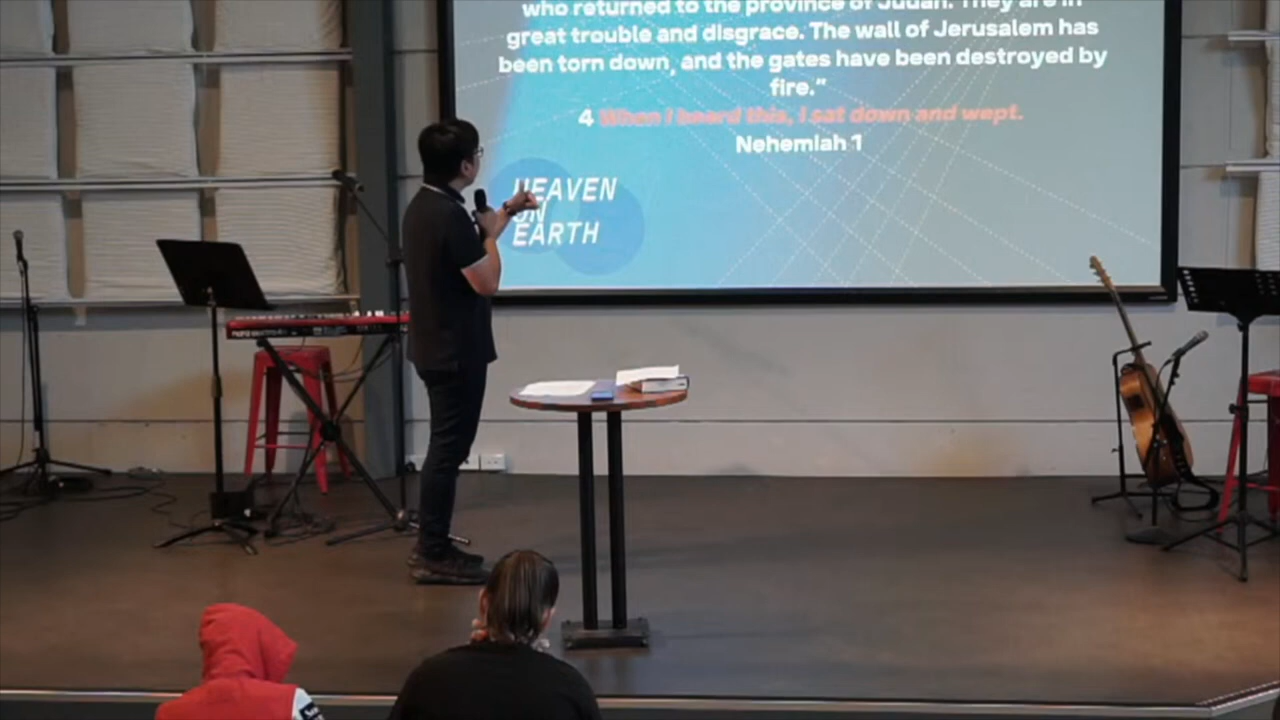 who returned to the province of Judah. They are in
great trouble and disgrace. The wall of Jerusalem has
been torn down, and the gates have been destroyed by
fire.”
4 When I heard this, I sat down and wept.
Nehemiah 1
HEAVEN
ON
EARTH